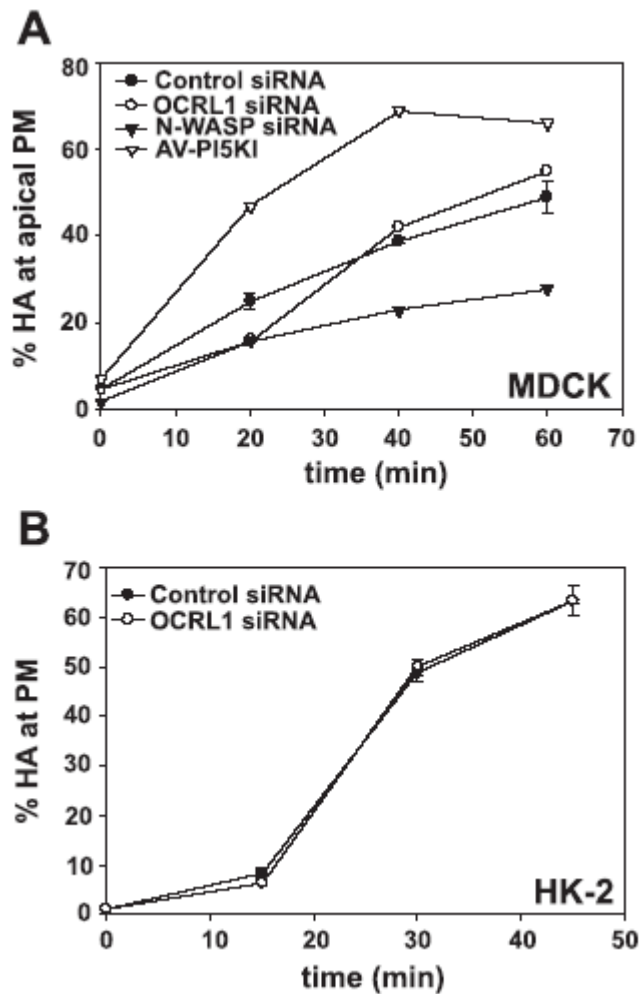 A
80
60
40
20
0
% HA at apical PM
Control siRNA
OCRL1 siRNA
N-WASP siRNA
AV-PI5KI
MDCK
0 10 20 30 40 50 60 70
time (min)
B
70
60
50
40
30
20
10
0
% HA at PM
Control siRNA
OCRL1 siRNA
HK-2
0 10 20 30 40 50
time (min)